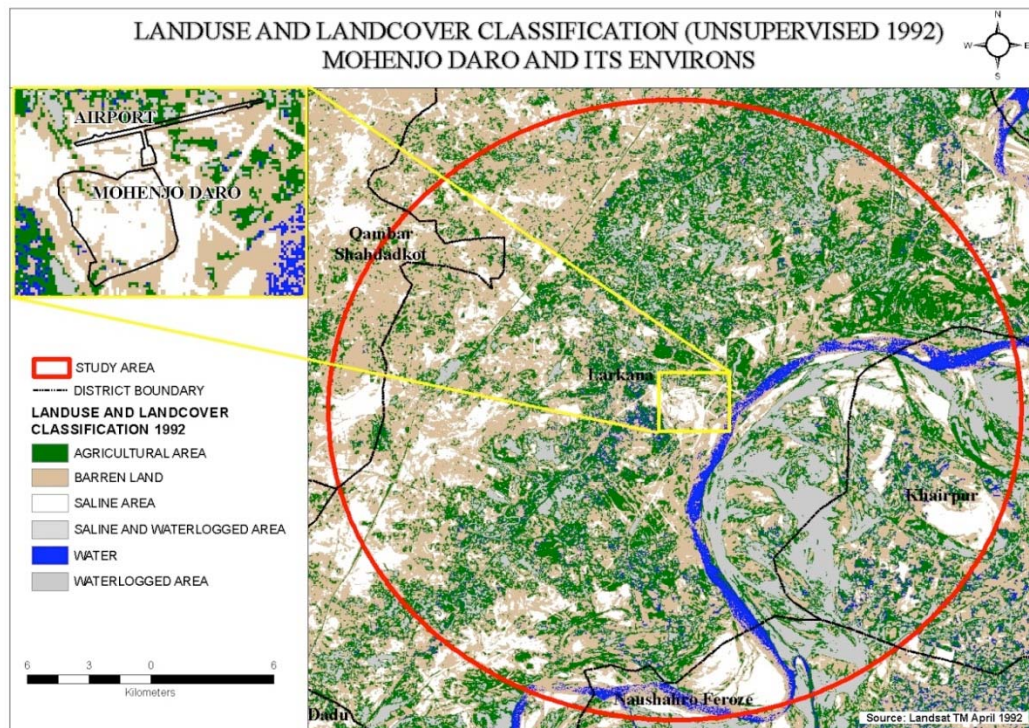 LANDUSE AND LANDCOVER CLASSIFICATION (UNSUPERVISED 1992)
MOHENJO DARO AND ITS ENVIRONS
N
W
E
S
AIRPORT
MOHENJO DARO
Qambar
Shahdadkot
Larkana
Khairpur
Naushahro Feroze
Dadu
STUDY AREA
DISTRICT BOUNDARY
LANDUSE AND LANDCOVER
CLASSIFICATION 1992
AGRICULTURAL AREA
BARREN LAND
SALINE AREA
SALINE AND WATERLOGGED AREA
WATER
WATERLOGGED AREA
6 3 0 6
Kilometers
Source: Landsat TM April 1992